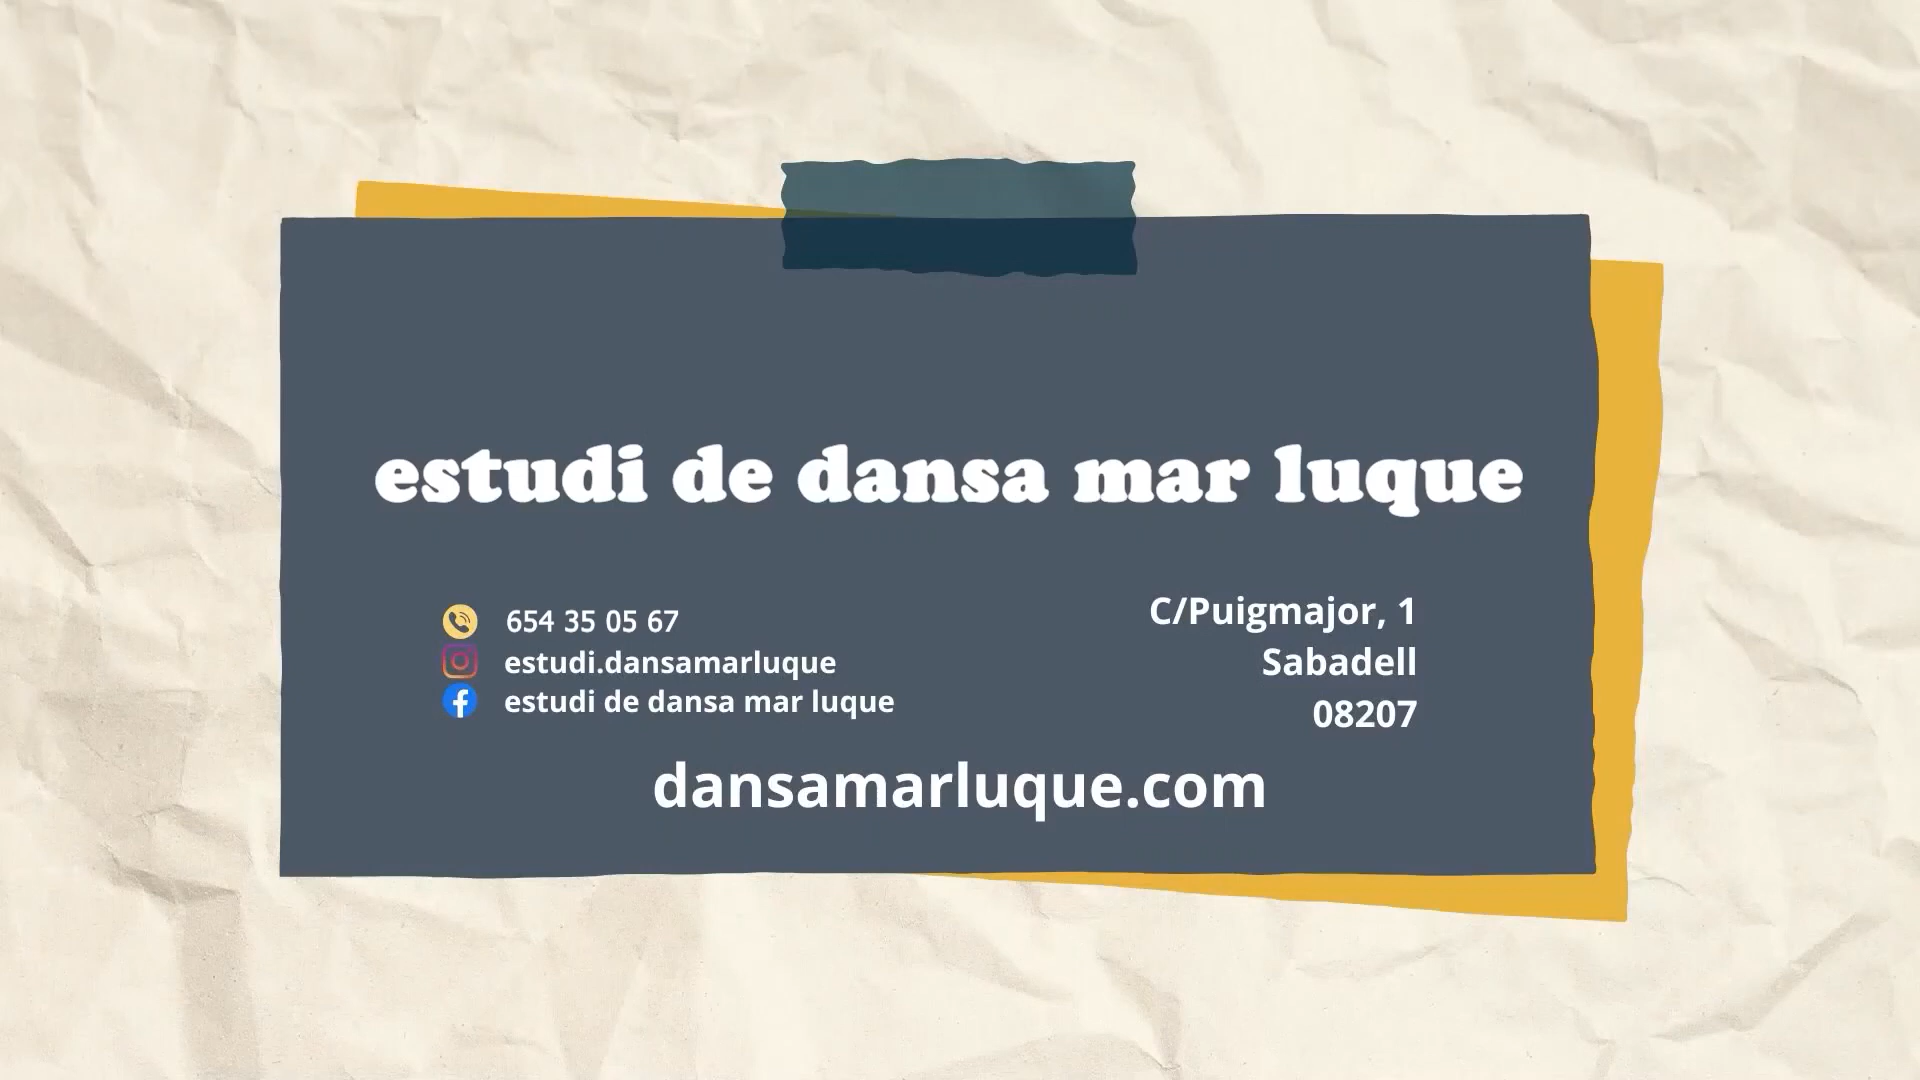 estudi de dansa mar luque
654 35 05 67
estudi.dansamarluque
estudi de dansa mar luque
C/Puigmajor, 1
Sabadell
08207
dansamarluque.com